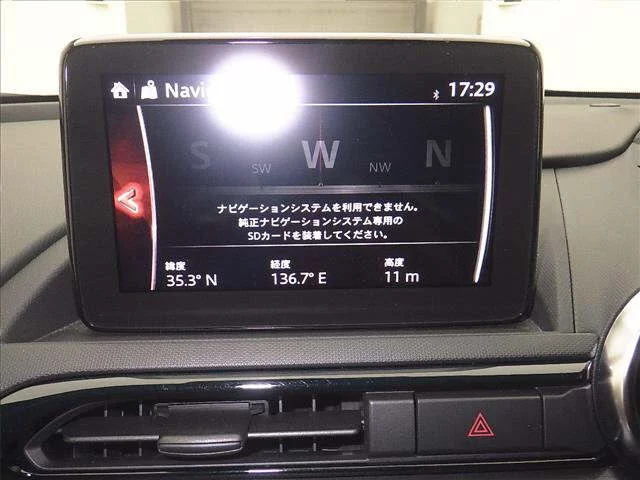 17:29
S SW W NW N
ナビゲーションシステムを利用できません。
純正ナビゲーションシステム専用の
SDカードを装着してください。
緯度 経度 高度
35.3° N 136.7° E 11 m